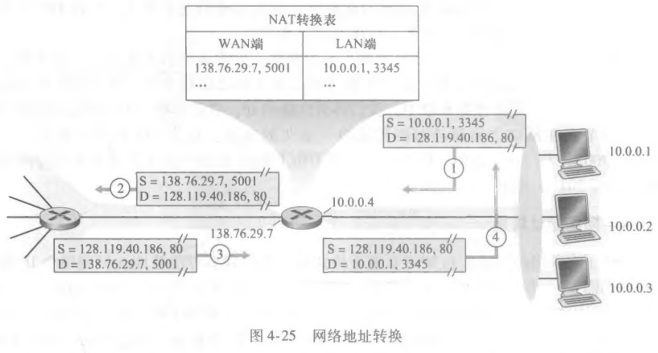 NAT转换表
WAN端 LAN端
138.76.29.7, 5001 10.0.0.1, 3345
… …
S = 10.0.0.1, 3345
D = 128.119.40.186, 80
1
10.0.0.1
2
S = 138.76.29.7, 5001
D = 128.119.40.186, 80
10.0.0.4
10.0.0.2
138.76.29.7
4
S = 128.119.40.186, 80
D = 138.76.29.7, 5001
3
S = 128.119.40.186, 80
D = 10.0.0.1, 3345
10.0.0.3
图 4-25 网络地址转换